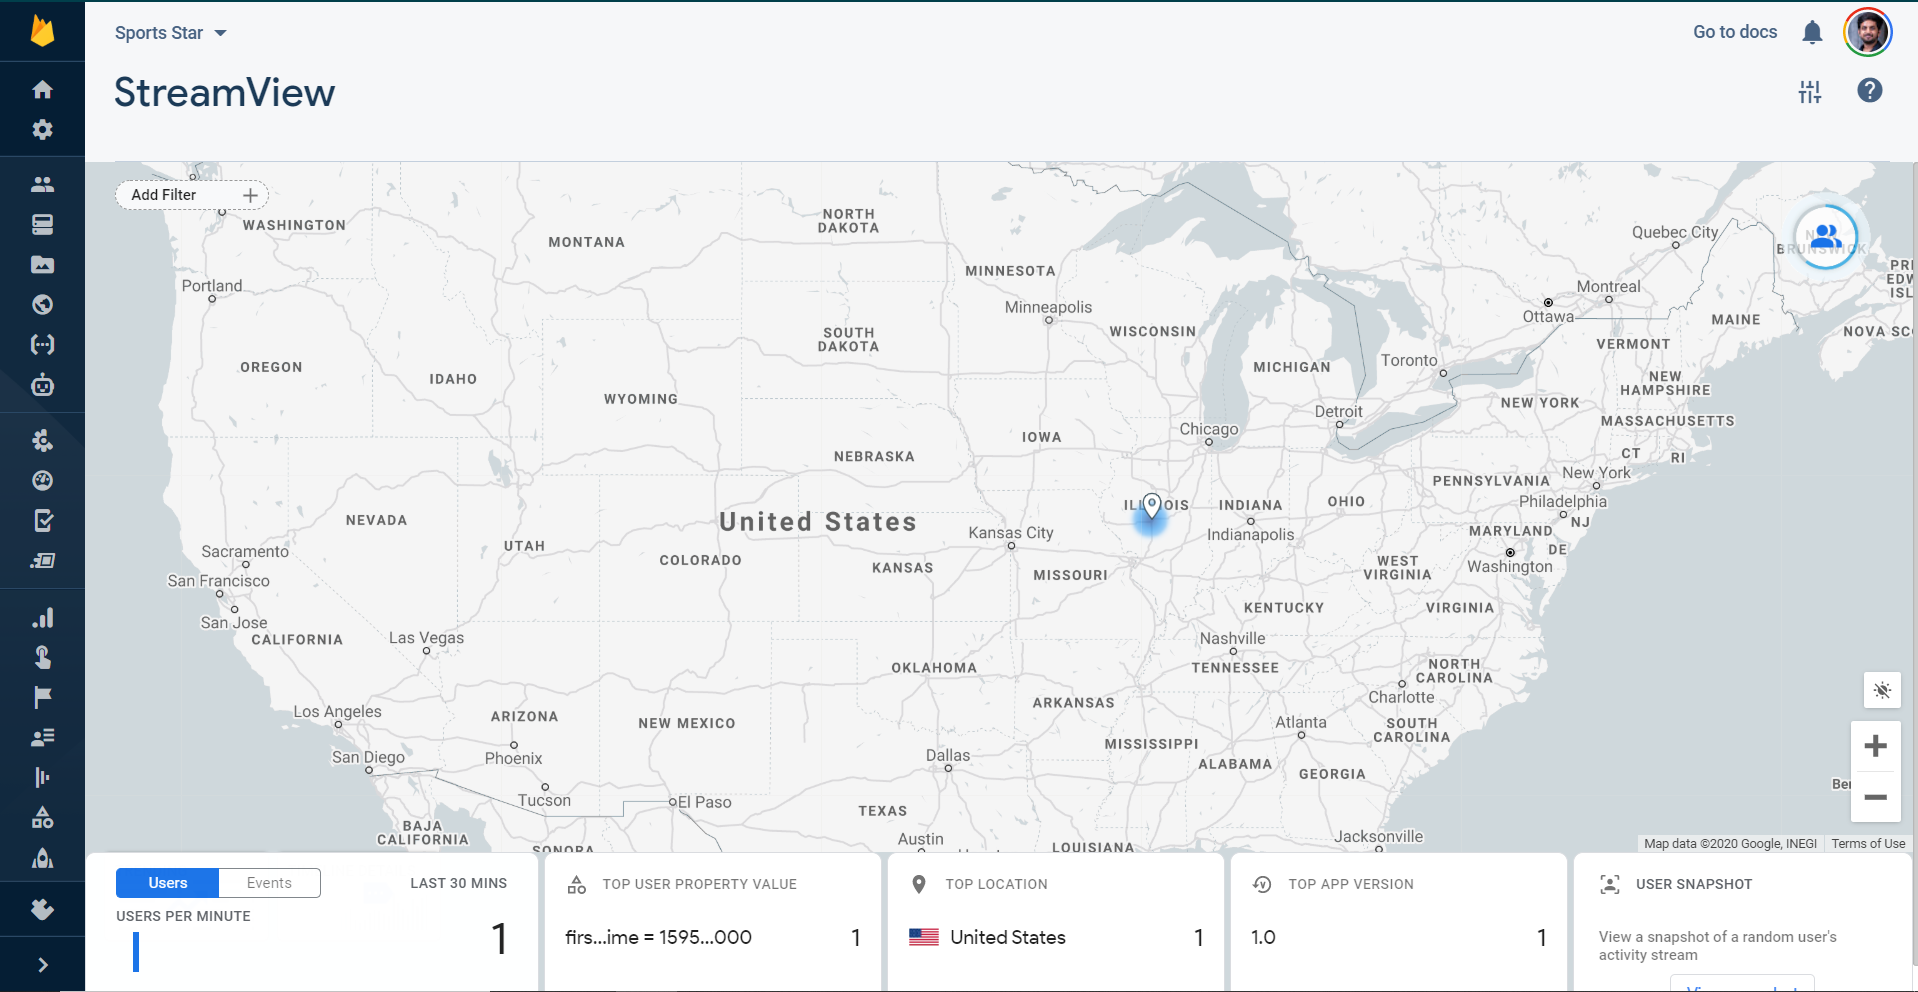 Sports Star
Go to docs
StreamView
Add Filter
WASHINGTON
MONTANA
NORTH
DAKOTA
MINNESOTA
Quebec City
Portland
Minneapolis
Montreal
Ottawa
MAINE
SOUTH
DAKOTA
WISCONSIN
VERMONT
OREGON
IDAHO
MICHIGAN
Toronto
NEW
HAMPSHIRE
WYOMING
NEW YORK
Detroit
MASSACHUSETTS
Chicago
IOWA
NEBRASKA
CT
RI
New York
PENNSYLVANIA
INDIANA
OHIO
Philadelphia
NEVADA
United States
NJ
Kansas City
Indianapolis
MARYLAND
DE
Sacramento
UTAH
COLORADO
KANSAS
MISSOURI
WEST
VIRGINIA
Washington
San Francisco
San Jose
KENTUCKY
VIRGINIA
CALIFORNIA
Las Vegas
Nashville
TENNESSEE
OKLAHOMA
NORTH
CAROLINA
Charlotte
Los Angeles
ARIZONA
NEW MEXICO
ARKANSAS
Atlanta
SOUTH
CAROLINA
San Diego
Phoenix
Dallas
MISSISSIPPI
ALABAMA
GEORGIA
Tucson
El Paso
TEXAS
BAJA
CALIFORNIA
Austin
Jacksonville
SONORA
LOUISIANA
Map data ©2020 Google, INEGI
Terms of Use
Users
Events
LAST 30 MINS
USERS PER MINUTE
1
TOP USER PROPERTY VALUE
firs...ime = 1595...000
1
TOP LOCATION
United States
1
TOP APP VERSION
1.0
1
USER SNAPSHOT
View a snapshot of a random user's
activity stream